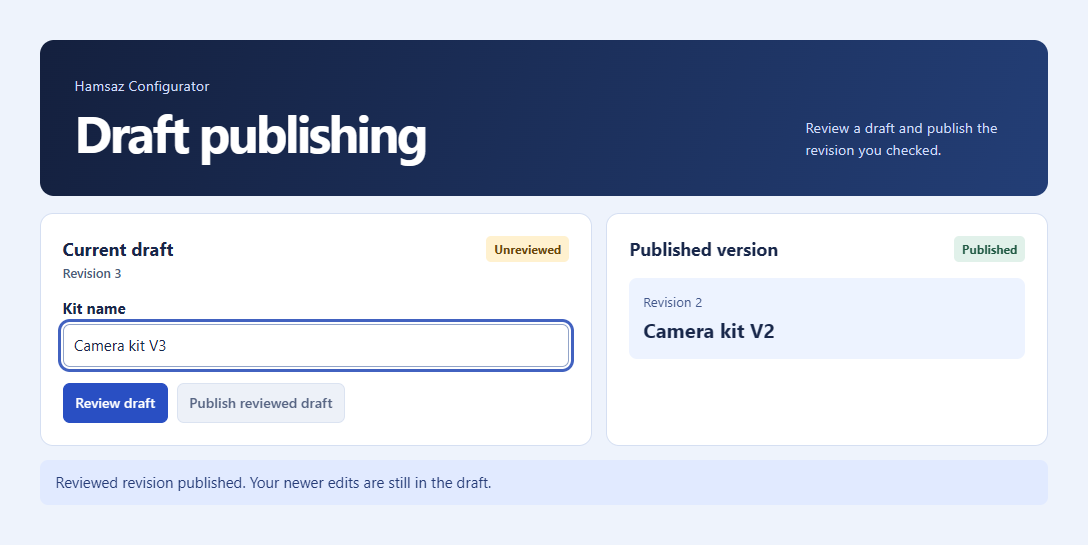 Hamsaz Configurator
Draft publishing
Review a draft and publish the
revision you checked.
Current draft
Unreviewed
Revision 3
Kit name
Camera kit V3
Review draft
Publish reviewed draft
Published version
Published
Revision 2
Camera kit V2
Reviewed revision published. Your newer edits are still in the draft.